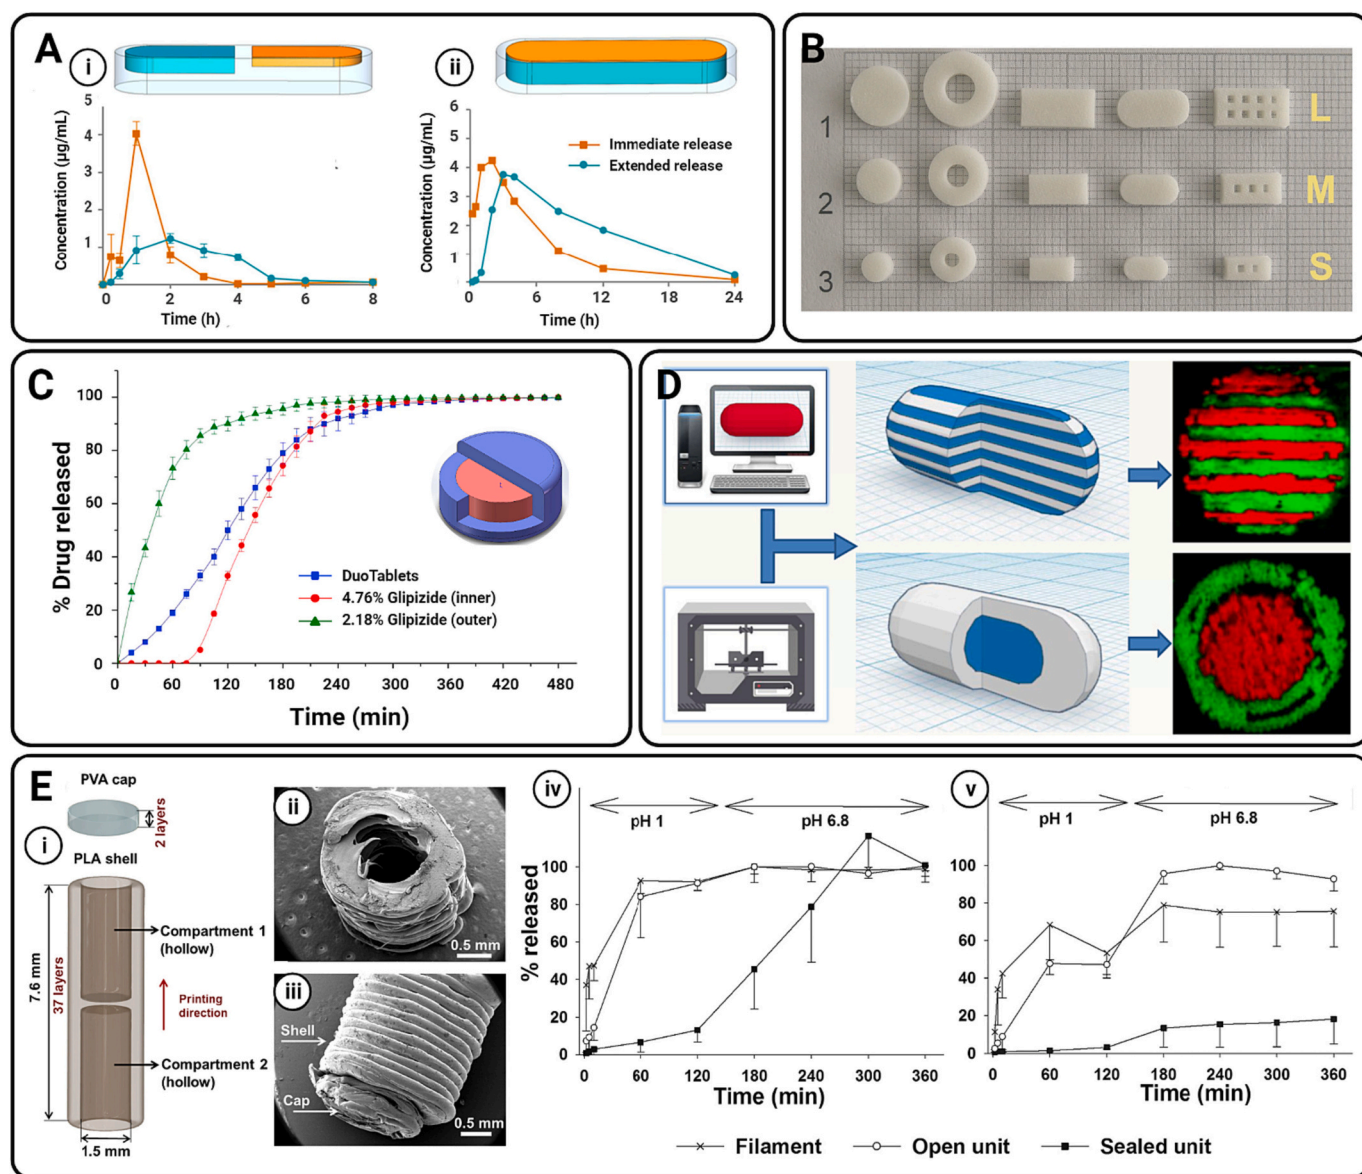 A
i
ii
Concentration (µg/mL)
5
4
3
2
1
0
2
4
6
8
Time (h)
Concentration (µg/mL)
6
5
4
3
2
1
0
Immediate release
Extended release
0
6
12
18
24
Time (h)
B
1
2
3
L
M
S
C
% Drug released
100
80
60
40
20
0
DuoTablets
4.76% Glipizide (inner)
2.18% Glipizide (outer)
0
60
120
180
240
300
360
420
480
Time (min)
D
E
PVA cap
2 layers
i
PLA shell
7.6 mm
37 layers
Compartment 1
(hollow)
Printing
direction
Compartment 2
(hollow)
1.5 mm
ii
0.5 mm
iii
Shell
Cap
0.5 mm
iv
pH 1
pH 6.8
% released
120
100
80
60
40
20
0
0
60
120
180
240
300
360
Time (min)
v
pH 1
pH 6.8
120
100
80
60
40
20
0
0
60
120
180
240
300
360
Time (min)
Filament
Open unit
Sealed unit